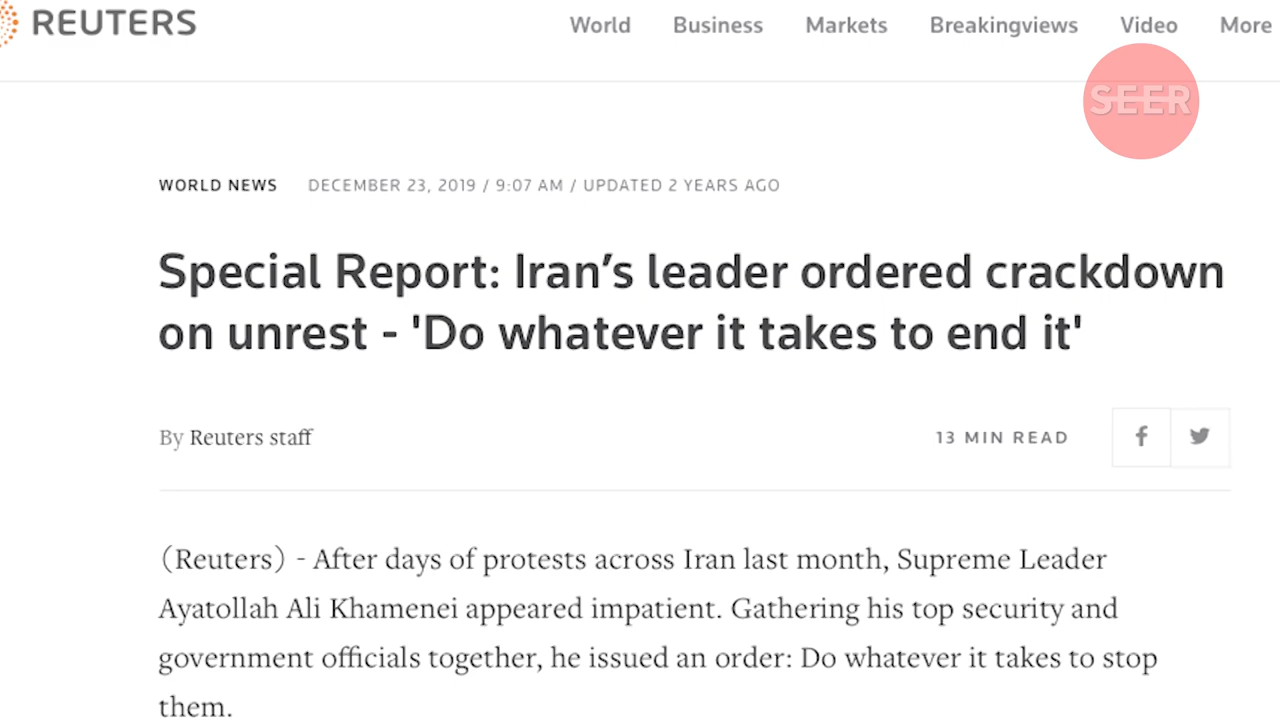 REUTERS
World Business Markets Breakingviews Video More
SEER
WORLD NEWS DECEMBER 23, 2019 / 9:07 AM / UPDATED 2 YEARS AGO
Special Report: Iran’s leader ordered crackdown
on unrest - 'Do whatever it takes to end it'
By Reuters staff
13 MIN READ
(Reuters) - After days of protests across Iran last month, Supreme Leader
Ayatollah Ali Khamenei appeared impatient. Gathering his top security and
government officials together, he issued an order: Do whatever it takes to stop
them.